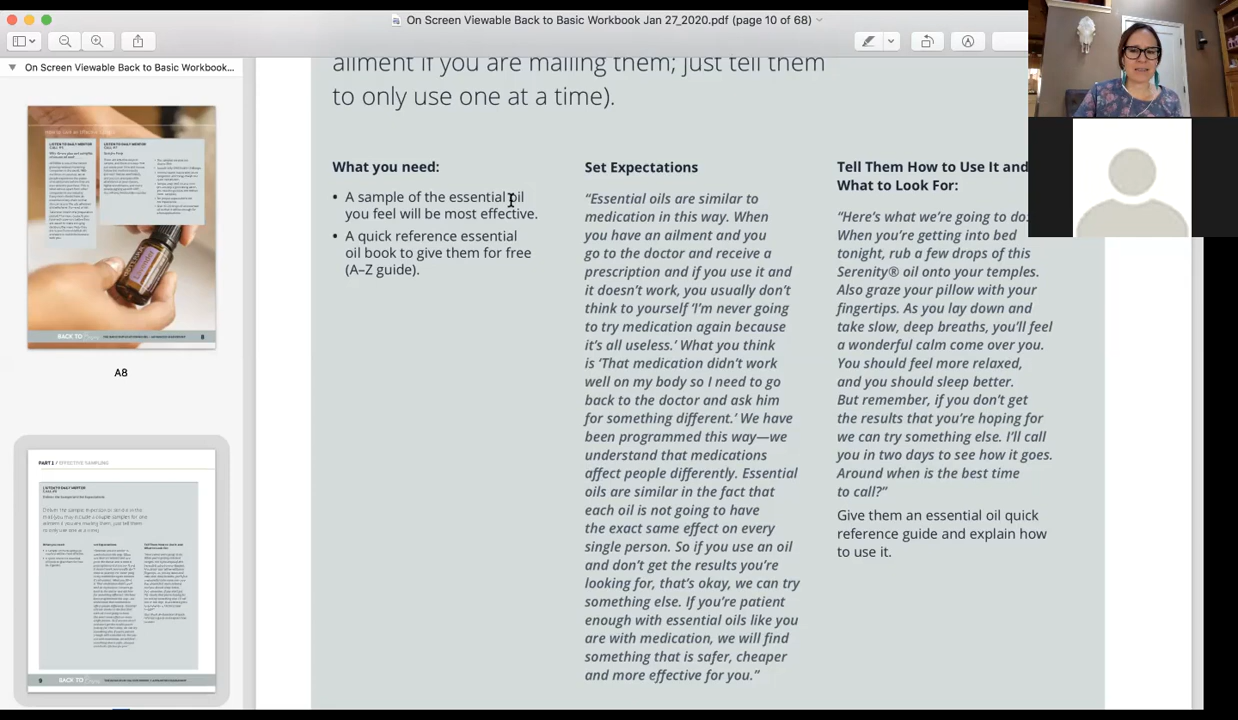 On Screen Viewable Back to Basic Workbook Jan 27_2020.pdf (page 10 of 68)
On Screen Viewable Back to Basic Workbook...
BACK TO
8
A8
PART 1 / EFFECTIVE SAMPLING
9
BACK TO
ailment if you are mailing them; just tell them
to only use one at a time).
What you need:
• A sample of the essential oil
you feel will be most effective.
• A quick reference essential
oil book to give them for free
(A–Z guide).
Set Expectations
“Essential oils are similar to
medication in this way. When
you have an ailment and you
go to the doctor and receive a
prescription and if you use it and
it doesn’t work, you usually don’t
think to yourself ‘I’m never going
to try medication again because
it’s all useless.’ What you think
is ‘That medication didn’t work
well on my body so I need to go
back to the doctor and ask him
for something different.’ We have
been programmed this way—we
understand that medications
affect people differently. Essential
oils are similar in the fact that
each oil is not going to have
the exact same effect on every
single person. So if you use an oil
and don’t get the results you’re
looking for, that’s okay, we can try
something else. If you’re patient
enough with essential oils like you
are with medication, we will find
something that is safer, cheaper
and more effective for you.”
Tell Them How to Use It and
What to Look For:
“Here’s what we’re going to do.
When you’re getting into bed
tonight, rub a few drops of this
Serenity® oil onto your temples.
Also graze your pillow with your
fingertips. As you lay down and
take slow, deep breaths, you’ll feel
a wonderful calm come over you.
You should feel more relaxed,
and you should sleep better.
But remember, if you don’t get
the results that you’re hoping for
we can try something else. I’ll call
you in two days to see how it goes.
Around when is the best time
to call?”
Give them an essential oil quick
reference guide and explain how
to use it.